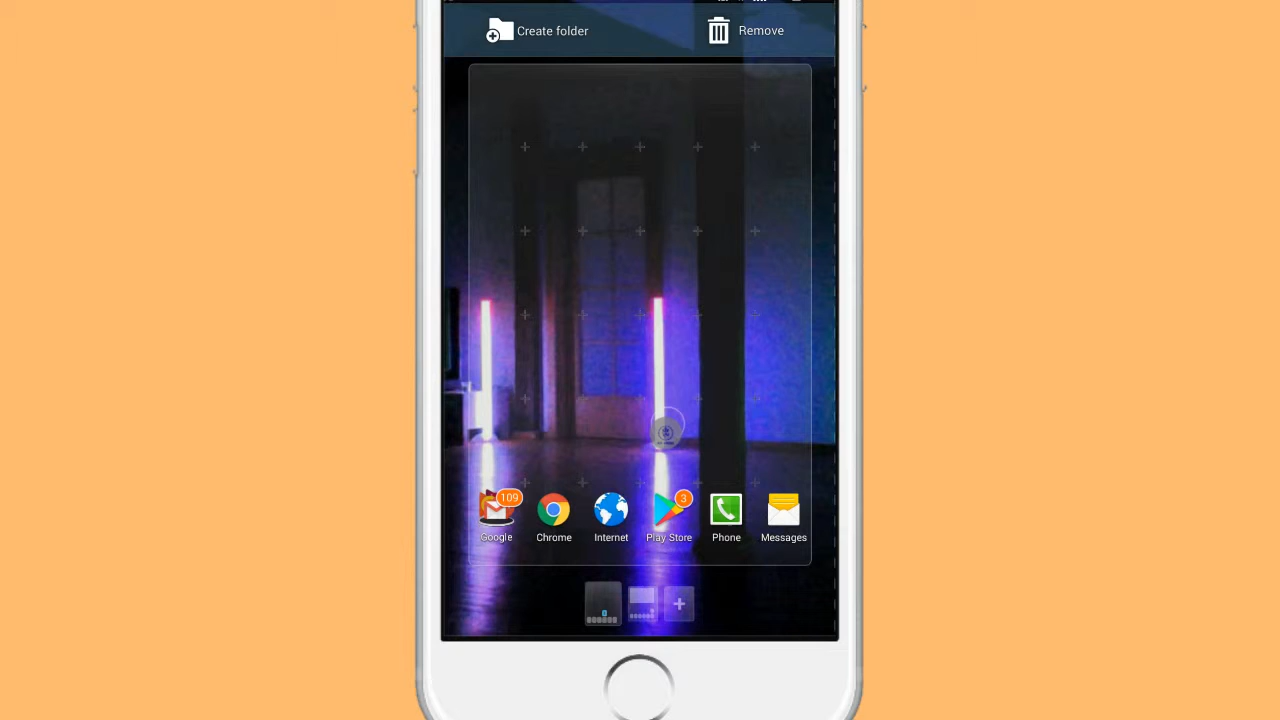 Create folder
Remove
109
3
Google
Chrome
Internet
Play Store
Phone
Messages